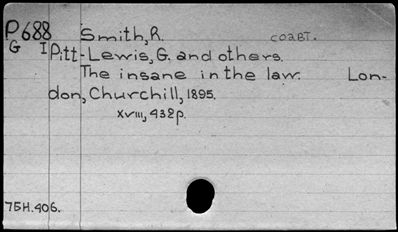 P688 Smith, R. COABT.
G I Pitt-Lewis, G. and others.
The insane in the law. Lon-
don, Churchill, 1895.
xviii, 432p.
75H.406.